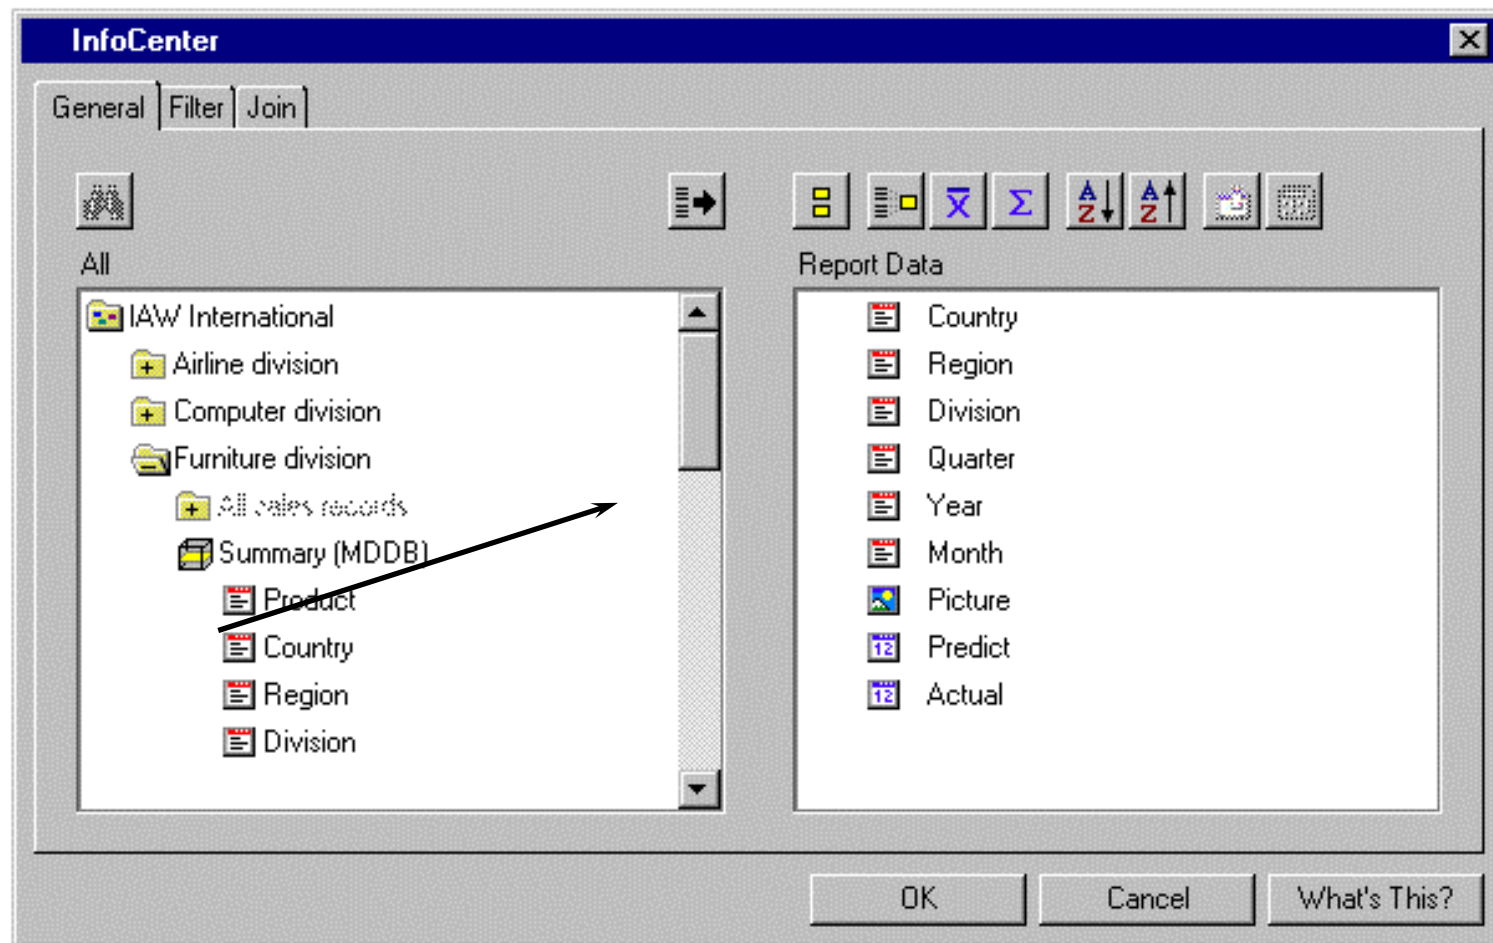 InfoCenter
General Filter Join
All
Report Data
IAW International
Airline division
Computer division
Furniture division
All sales records
Summary (MDDB)
Product
Country
Region
Division
Country
Region
Division
Quarter
Year
Month
Picture
Predict
Actual
OK Cancel What's This?